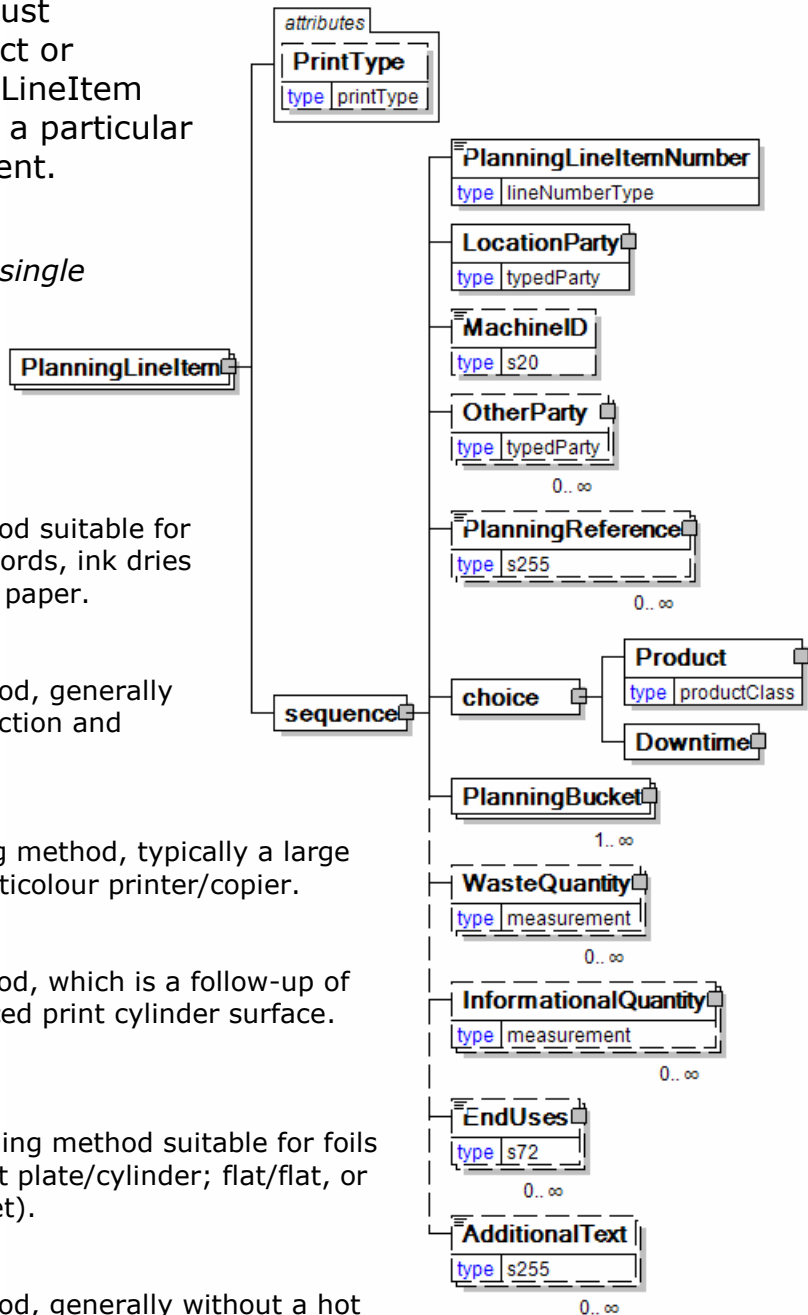 ust
ct or
LineItem
a particular
ent.
single
od suitable for
ords, ink dries
paper.
od, generally
ction and
g method, typically a large
ticolour printer/copier.
od, which is a follow-up of
ted print cylinder surface.
ing method suitable for foils
t plate/cylinder; flat/flat, or
et).
od, generally without a hot
attributes
PrintType
type printType
PlanningLineItem
sequence
PlanningLineItemNumber
type lineNumberType
LocationParty
type typedParty
MachineID
type s20
OtherParty
type typedParty
0.. ∞
PlanningReference
type s255
0.. ∞
choice
Product
type productClass
Downtime
PlanningBucket
1.. ∞
WasteQuantity
type measurement
0.. ∞
InformationalQuantity
type measurement
0.. ∞
EndUses
type s72
0.. ∞
AdditionalText
type s255
0.. ∞